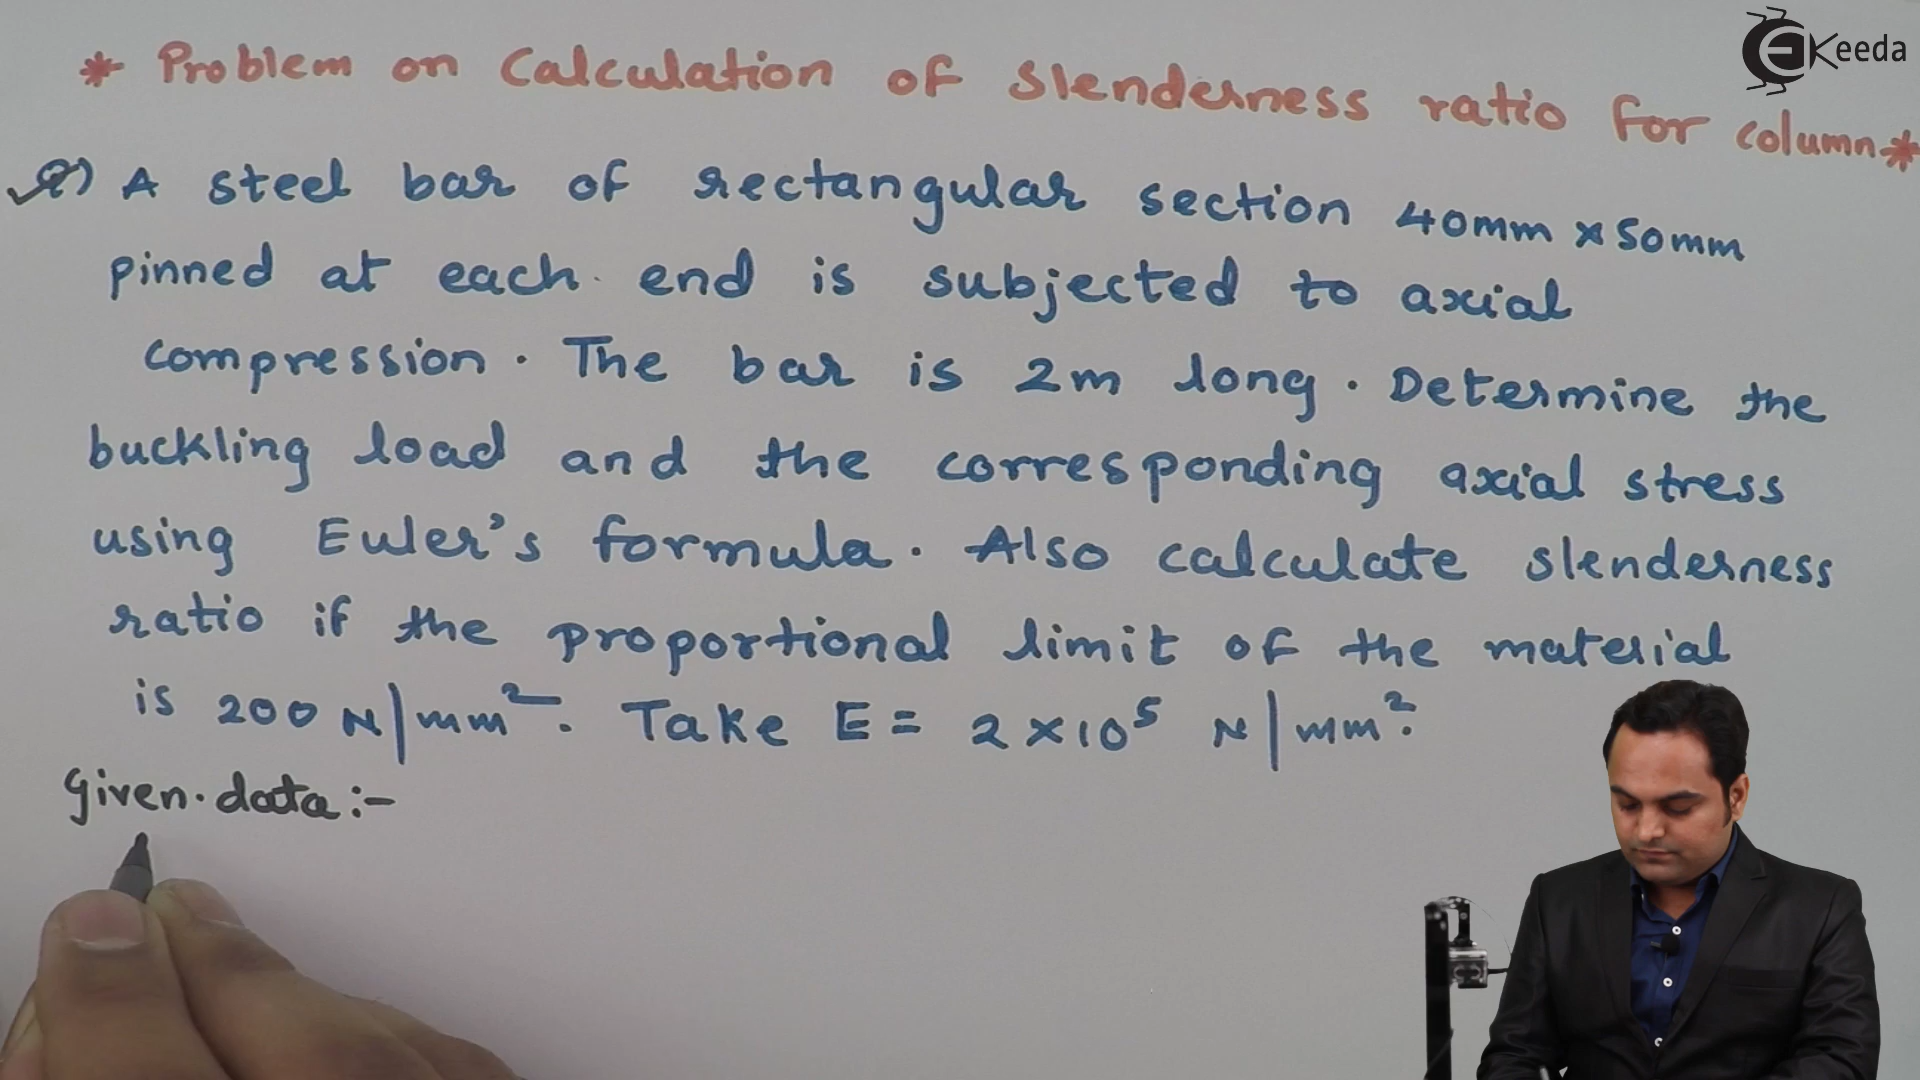 EKeeda
* Problem on Calculation of slenderness ratio for column *
Q) A steel bar of rectangular section 40mm x 50mm
pinned at each end is subjected to axial
compression. The bar is 2m long. Determine the
buckling load and the corresponding axial stress
using Euler's formula. Also calculate slenderness
ratio if the proportional limit of the material
is 200 N/mm². Take E = 2x10⁵ N/mm².
Given data:-